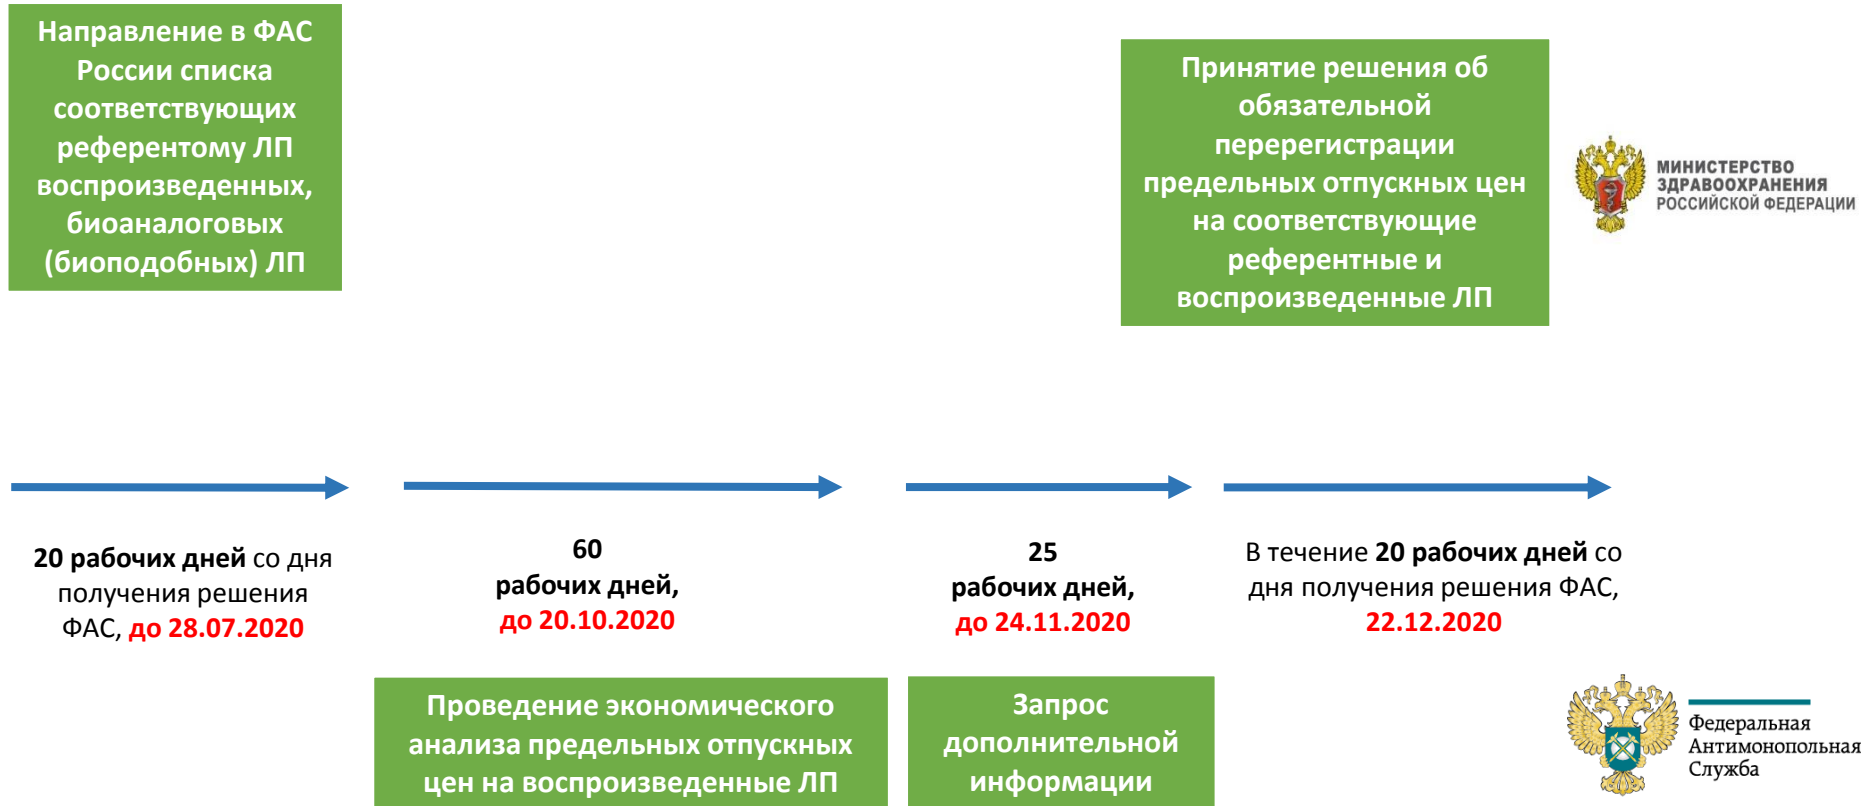 Направление в ФАС
России списка
соответствующих
референтому ЛП
воспроизведенных,
биоаналоговых
(биоподобных) ЛП
Принятие решения об
обязательной
перерегистрации
предельных отпускных цен
на соответствующие
референтные и
воспроизведенные ЛП
МИНИСТЕРСТВО
ЗДРАВООХРАНЕНИЯ
РОССИЙСКОЙ ФЕДЕРАЦИИ
20 рабочих дней со дня
получения решения
ФАС, до 28.07.2020
60
рабочих дней,
до 20.10.2020
25
рабочих дней,
до 24.11.2020
В течение 20 рабочих дней со
дня получения решения ФАС,
22.12.2020
Проведение экономического
анализа предельных отпускных
цен на воспроизведенные ЛП
Запрос
дополнительной
информации
Федеральная
Антимонопольная
Служба